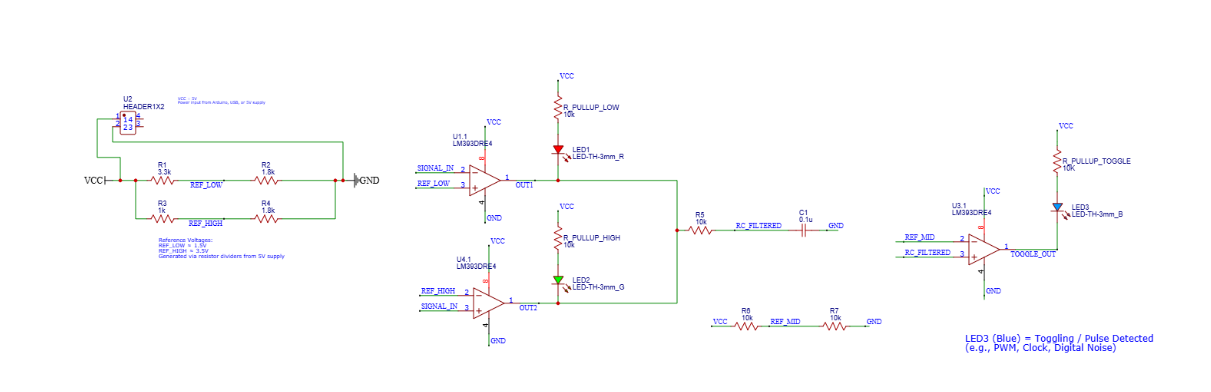 U2
HEADER1X2
1 14 4
2 23 3
VCC - 5V
Power input from Arduino, USB, or 5V supply
VCC
R1
3.3k
REF_LOW
R2
1.8k
GND
R3
1k
REF_HIGH
R4
1.8k
Reference Voltages:
REF_LOW = 1.5V
REF_HIGH = 3.5V
Generated via resistor dividers from 5V supply
VCC
R_PULLUP_LOW
10k
LED1
LED-TH-3mm_R
U1.1
LM393DRE4
VCC
8
SIGNAL_IN
2
REF_LOW
3
1
OUT1
4
GND
VCC
R_PULLUP_HIGH
10k
LED2
LED-TH-3mm_G
U4.1
LM393DRE4
VCC
8
REF_HIGH
2
SIGNAL_IN
3
1
OUT2
4
GND
R5
10k
RC_FILTERED
C1
0.1u
GND
VCC
R6
10k
REF_MID
R7
10k
GND
VCC
R_PULLUP_TOGGLE
10K
LED3
LED-TH-3mm_B
U3.1
LM393DRE4
VCC
8
REF_MID
2
RC_FILTERED
3
1
TOGGLE_OUT
4
GND
LED3 (Blue) = Toggling / Pulse Detected
(e.g., PWM, Clock, Digital Noise)